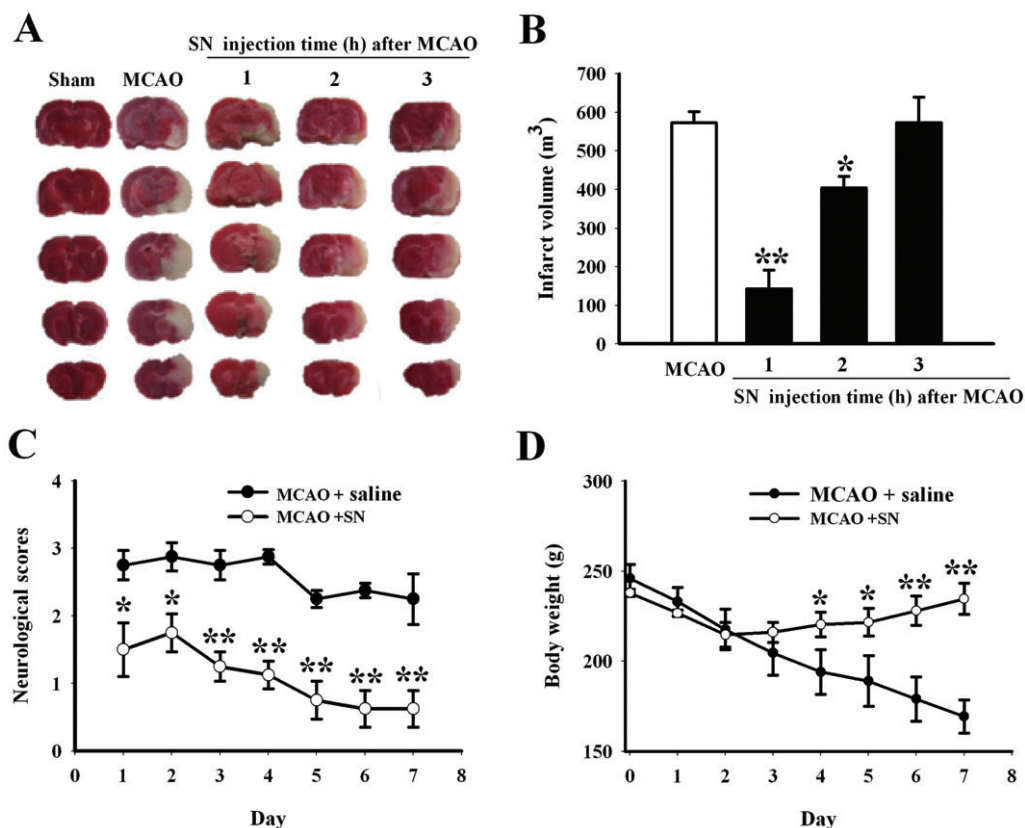 A
SN injection time (h) after MCAO
Sham MCAO 1 2 3
B
Infarct volume (m³)
700
600
500
400
300
200
100
0
** *
MCAO 1 2 3
SN injection time (h) after MCAO
C
Neurological scores
4
3
2
1
0
MCAO + saline
MCAO +SN
* * ** ** ** ** **
0 1 2 3 4 5 6 7 8
Day
D
Body weight (g)
300
250
200
150
MCAO + saline
MCAO +SN
* * ** **
0 1 2 3 4 5 6 7 8
Day